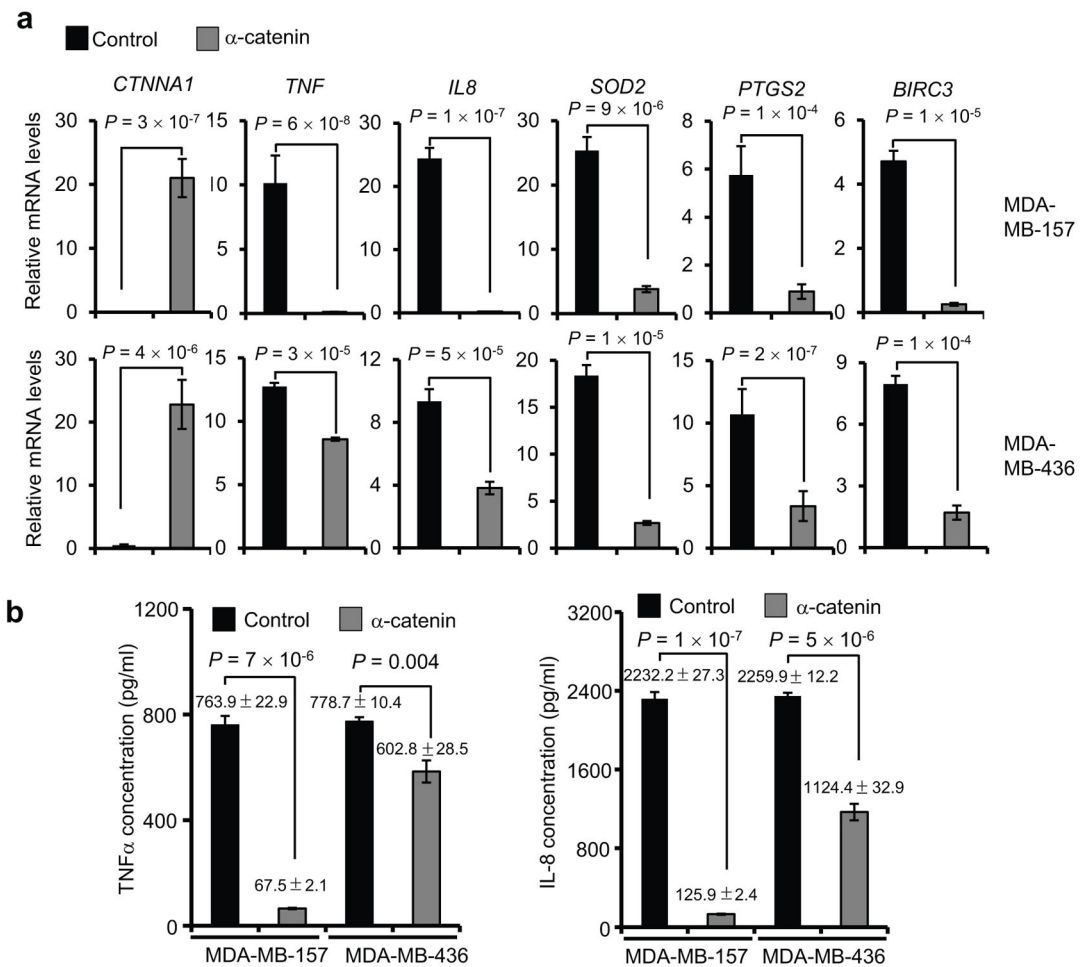 a
Control α-catenin
CTNNA1 TNF IL8 SOD2 PTGS2 BIRC3
P = 3 × 10-7 P = 6 × 10-8 P = 1 × 10-7 P = 9 × 10-6 P = 1 × 10-4 P = 1 × 10-5
Relative mRNA levels
30 20 10 0
15 10 5 0
30 20 10 0
30 20 10 0
8 6 4 2 0
6 4 2 0
MDA-
MB-157
P = 4 × 10-6 P = 3 × 10-5 P = 5 × 10-5 P = 1 × 10-5 P = 2 × 10-7 P = 1 × 10-4
Relative mRNA levels
30 20 10 0
15 10 5 0
12 8 4 0
20 15 10 5 0
15 10 5 0
9 6 3 0
MDA-
MB-436
b
TNFα concentration (pg/ml)
1200 800 400 0
Control α-catenin
P = 7 × 10-6 P = 0.004
763.9 ± 22.9 778.7 ± 10.4
602.8 ± 28.5
67.5 ± 2.1
MDA-MB-157 MDA-MB-436
IL-8 concentration (pg/ml)
3200 2400 1600 800 0
Control α-catenin
P = 1 × 10-7 P = 5 × 10-6
2232.2 ± 27.3 2259.9 ± 12.2
1124.4 ± 32.9
125.9 ± 2.4
MDA-MB-157 MDA-MB-436